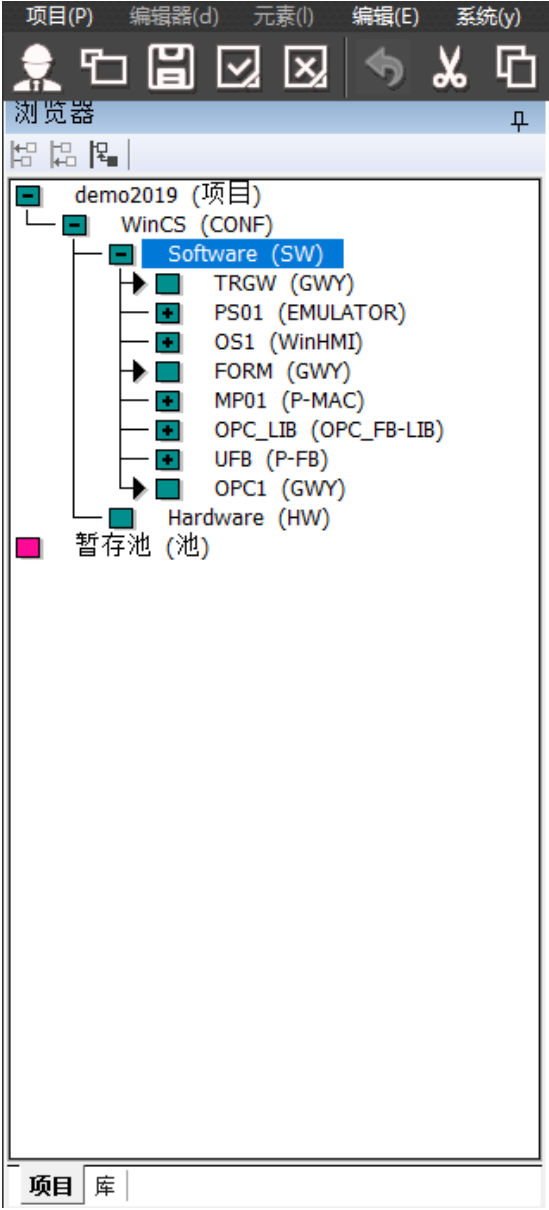 项目(P) 编辑器(d) 元素(l) 编辑(E) 系统(y)
浏览器
demo2019 (项目)
WinCS (CONF)
Software (SW)
TRGW (GWY)
PS01 (EMULATOR)
OS1 (WinHMI)
FORM (GWY)
MP01 (P-MAC)
OPC_LIB (OPC_FB-LIB)
UFB (P-FB)
OPC1 (GWY)
Hardware (HW)
暂存池 (池)
项目 库